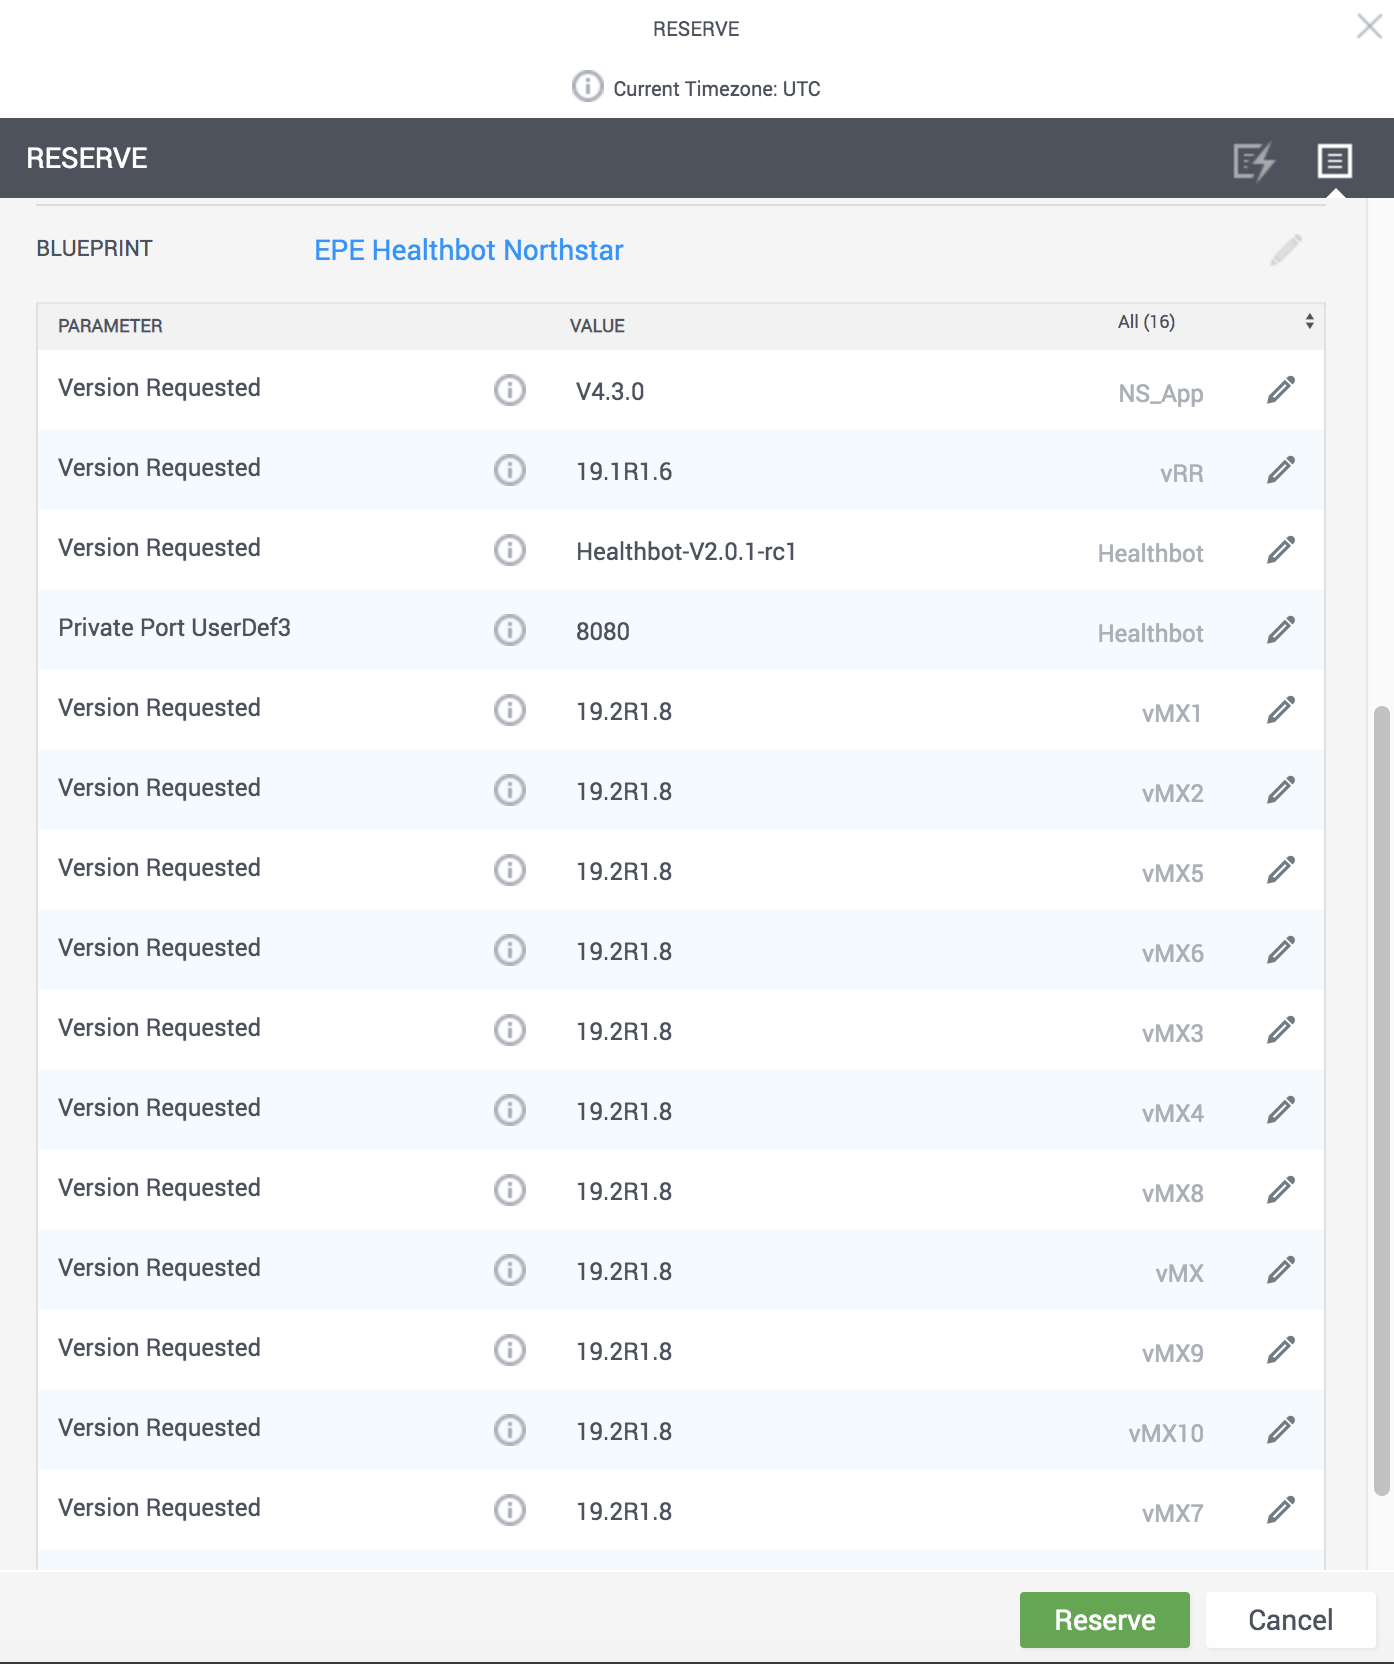 RESERVE
Current Timezone: UTC
RESERVE
BLUEPRINT EPE Healthbot Northstar
PARAMETER VALUE All (16)
Version Requested V4.3.0 NS_App
Version Requested 19.1R1.6 vRR
Version Requested Healthbot-V2.0.1-rc1 Healthbot
Private Port UserDef3 8080 Healthbot
Version Requested 19.2R1.8 vMX1
Version Requested 19.2R1.8 vMX2
Version Requested 19.2R1.8 vMX5
Version Requested 19.2R1.8 vMX6
Version Requested 19.2R1.8 vMX3
Version Requested 19.2R1.8 vMX4
Version Requested 19.2R1.8 vMX8
Version Requested 19.2R1.8 vMX
Version Requested 19.2R1.8 vMX9
Version Requested 19.2R1.8 vMX10
Version Requested 19.2R1.8 vMX7
Reserve Cancel